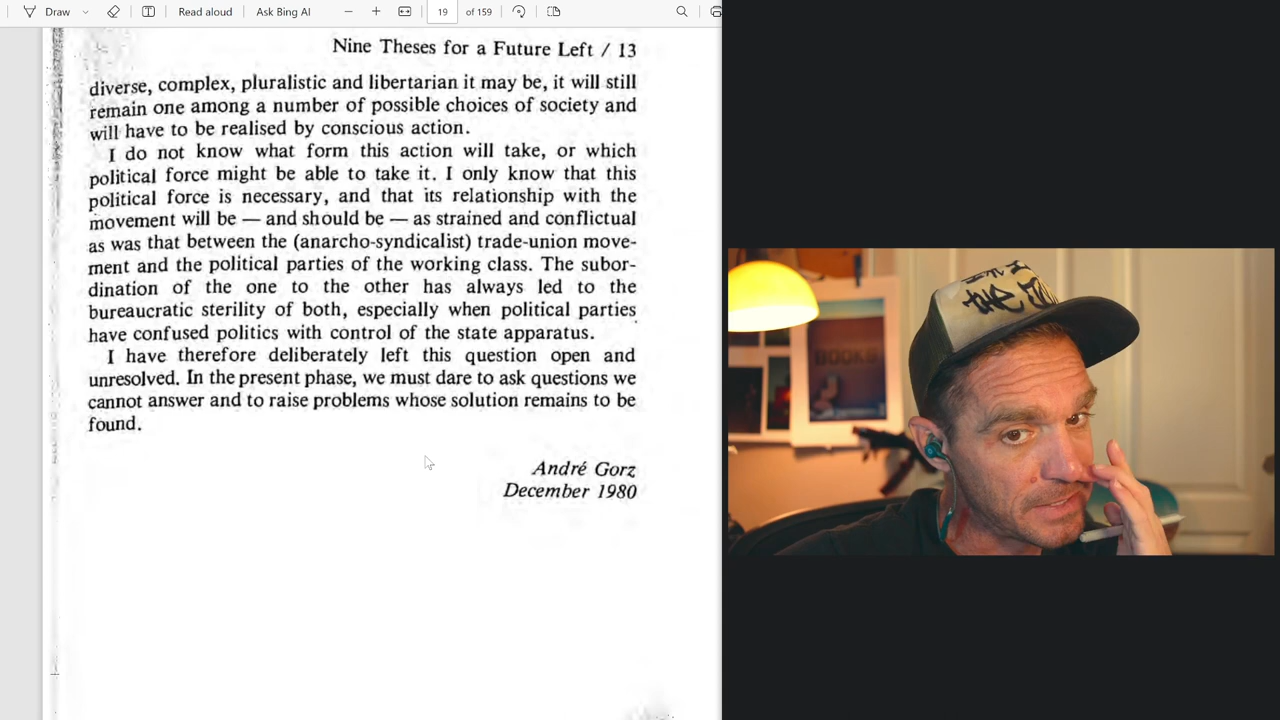 Draw
Read aloud
Ask Bing AI
19
of 159
Nine Theses for a Future Left / 13
diverse, complex, pluralistic and libertarian it may be, it will still
remain one among a number of possible choices of society and
will have to be realised by conscious action.
I do not know what form this action will take, or which
political force might be able to take it. I only know that this
political force is necessary, and that its relationship with the
movement will be — and should be — as strained and conflictual
as was that between the (anarcho-syndicalist) trade-union move-
ment and the political parties of the working class. The subor-
dination of the one to the other has always led to the
bureaucratic sterility of both, especially when political parties
have confused politics with control of the state apparatus.
I have therefore deliberately left this question open and
unresolved. In the present phase, we must dare to ask questions we
cannot answer and to raise problems whose solution remains to be
found.
André Gorz
December 1980
BOOKS